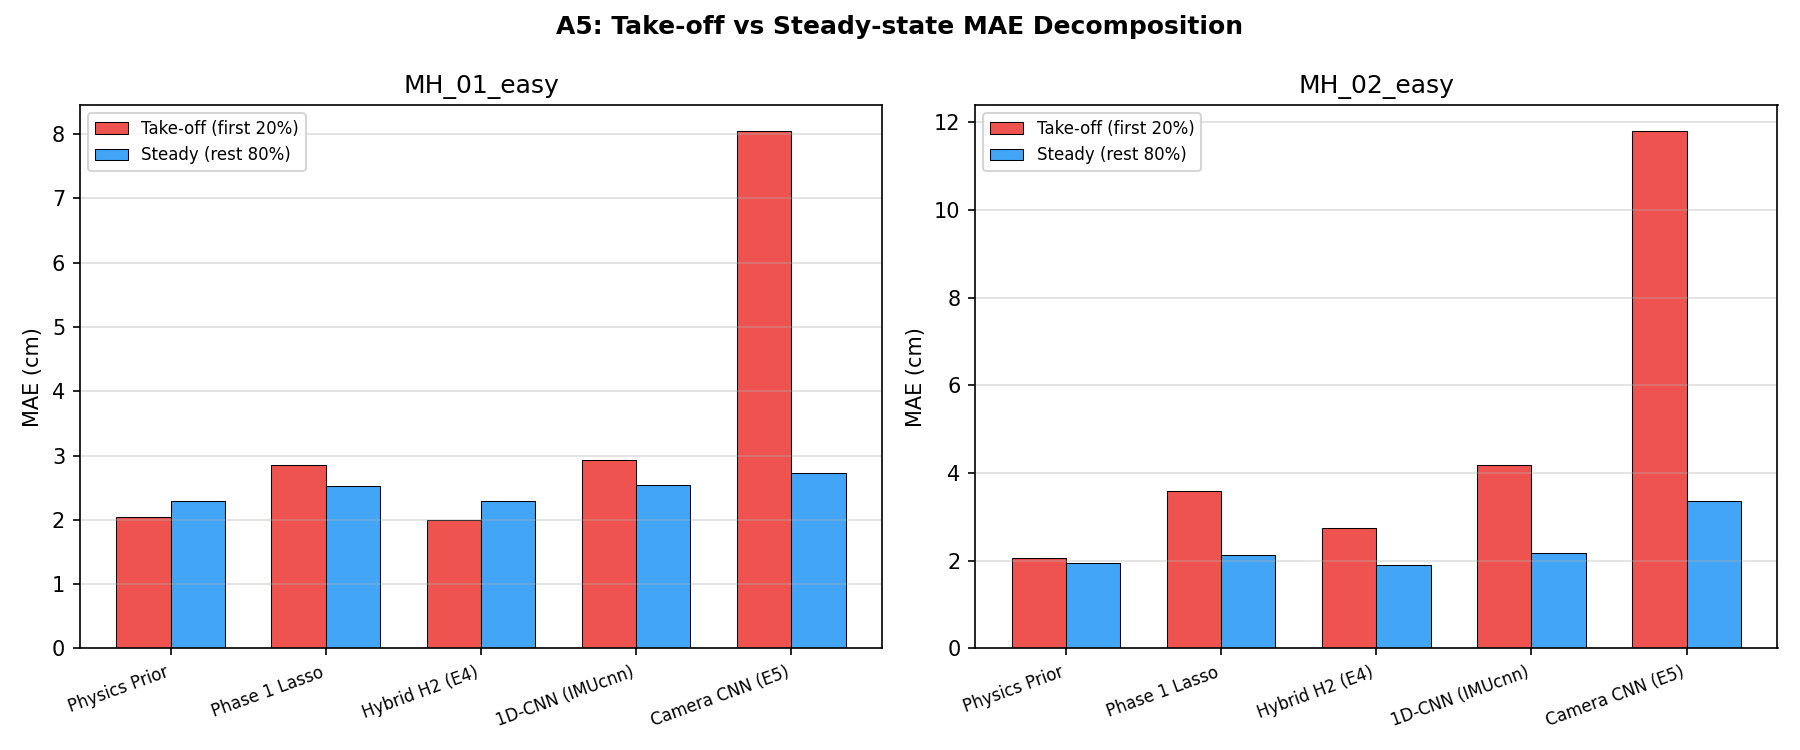 A5: Take-off vs Steady-state MAE Decomposition
MH_01_easy
Take-off (first 20%)
Steady (rest 80%)
MAE (cm)
8
7
6
5
4
3
2
1
0
Physics Prior
Phase 1 Lasso
Hybrid H2 (E4)
1D-CNN (IMUcnn)
Camera CNN (E5)
MH_02_easy
Take-off (first 20%)
Steady (rest 80%)
MAE (cm)
12
10
8
6
4
2
0
Physics Prior
Phase 1 Lasso
Hybrid H2 (E4)
1D-CNN (IMUcnn)
Camera CNN (E5)